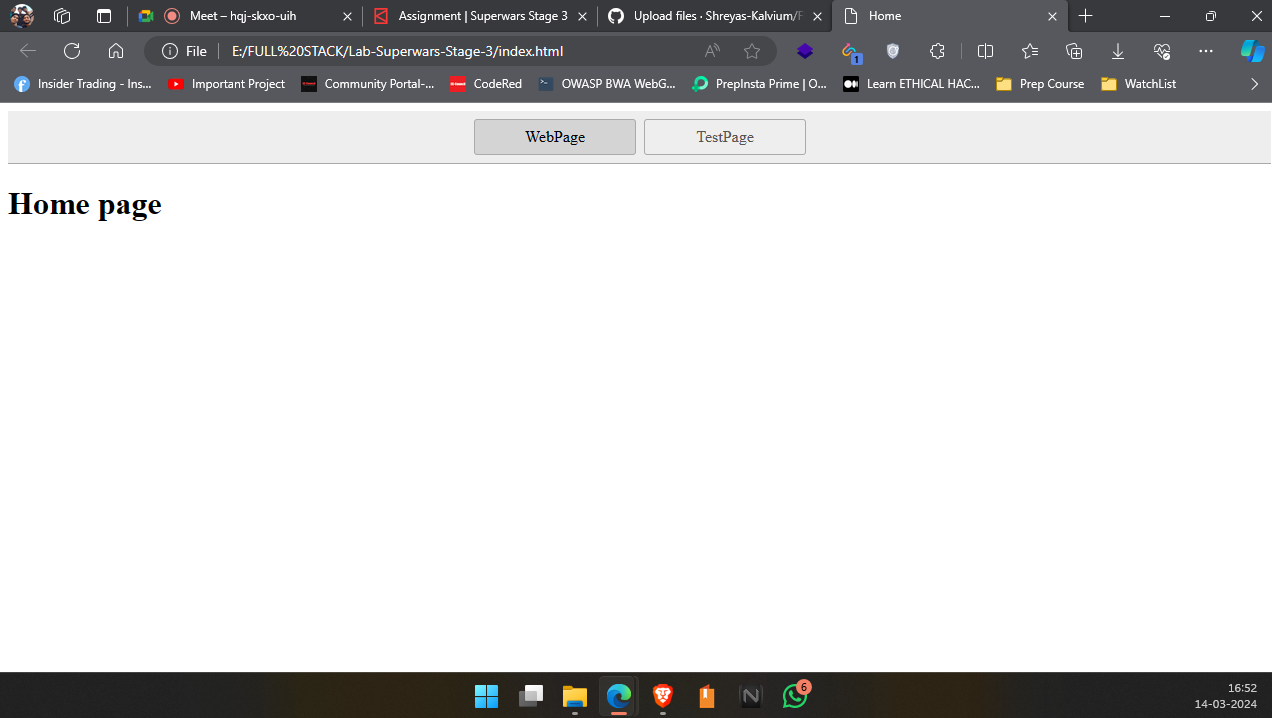 Meet – hqj-skxo-uih
Assignment | Superwars Stage 3
Upload files · Shreyas-Kalvium/F
Home
File
E:/FULL%20STACK/Lab-Superwars-Stage-3/index.html
1
Insider Trading - Ins...
Important Project
Community Portal-...
CodeRed
OWASP BWA WebG...
PrepInsta Prime | O...
Learn ETHICAL HAC...
Prep Course
WatchList
WebPage
TestPage
Home page
6
16:52
14-03-2024